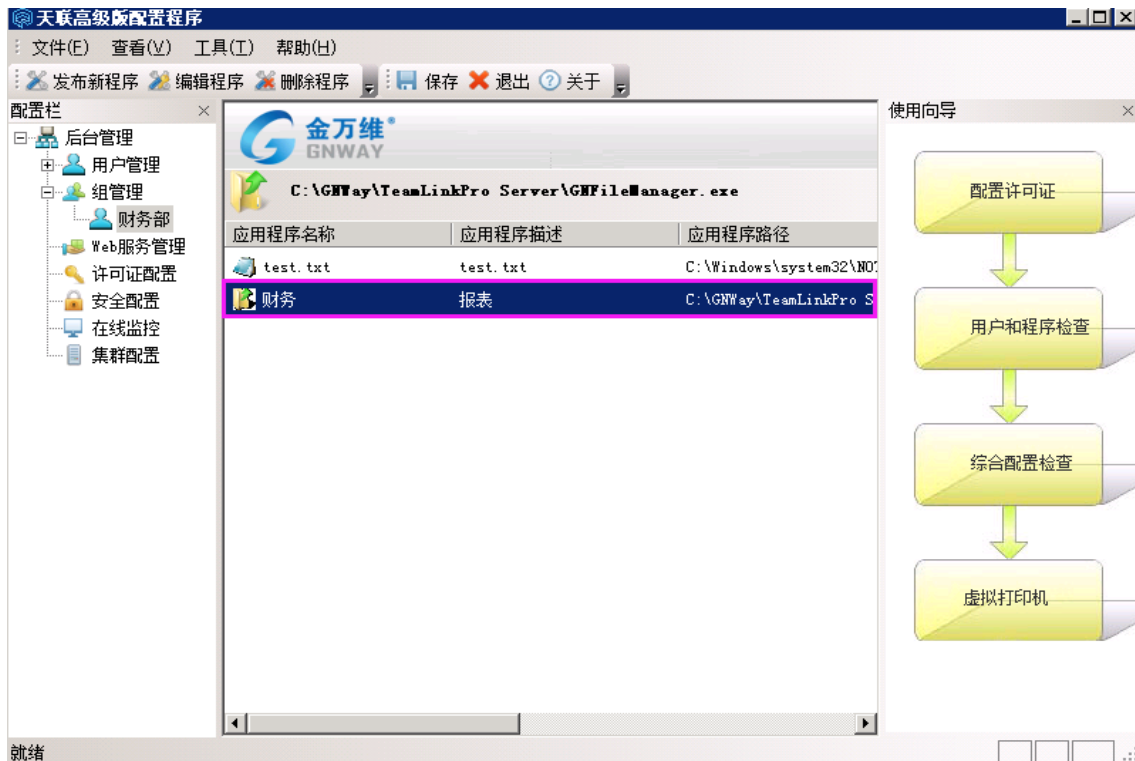 天联高级版配置程序
文件(F) 查看(V) 工具(T) 帮助(H)
发布新程序 编辑程序 删除程序 保存 退出 关于
配置栏
后台管理
用户管理
组管理
财务部
Web服务管理
许可证配置
安全配置
在线监控
集群配置
金万维®
GNWAY
C:\GNWay\TeamLinkPro Server\GNFileManager.exe
应用程序名称 应用程序描述 应用程序路径
test.txt test.txt C:\Windows\system32\NOT
财务 报表 C:\GNWay\TeamLinkPro S
使用向导
配置许可证
用户和程序检查
综合配置检查
虚拟打印机
就绪